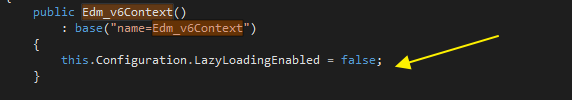 public Edm_v6Context()
: base("name=Edm_v6Context")
{
this.Configuration.LazyLoadingEnabled = false;
}